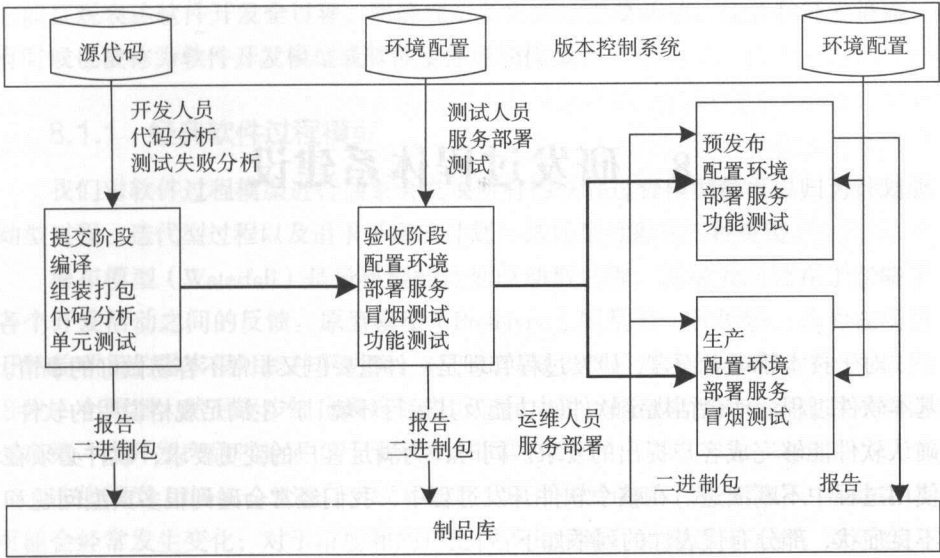 源代码
环境配置
版本控制系统
环境配置
开发人员
代码分析
测试失败分析
测试人员
服务部署
测试
预发布
配置环境
部署服务
功能测试
提交阶段
编译
组装打包
代码分析
单元测试
验收阶段
配置环境
部署服务
冒烟测试
功能测试
生产
配置环境
部署服务
冒烟测试
报告
二进制包
报告
二进制包
运维人员
服务部署
二进制包
报告
制品库